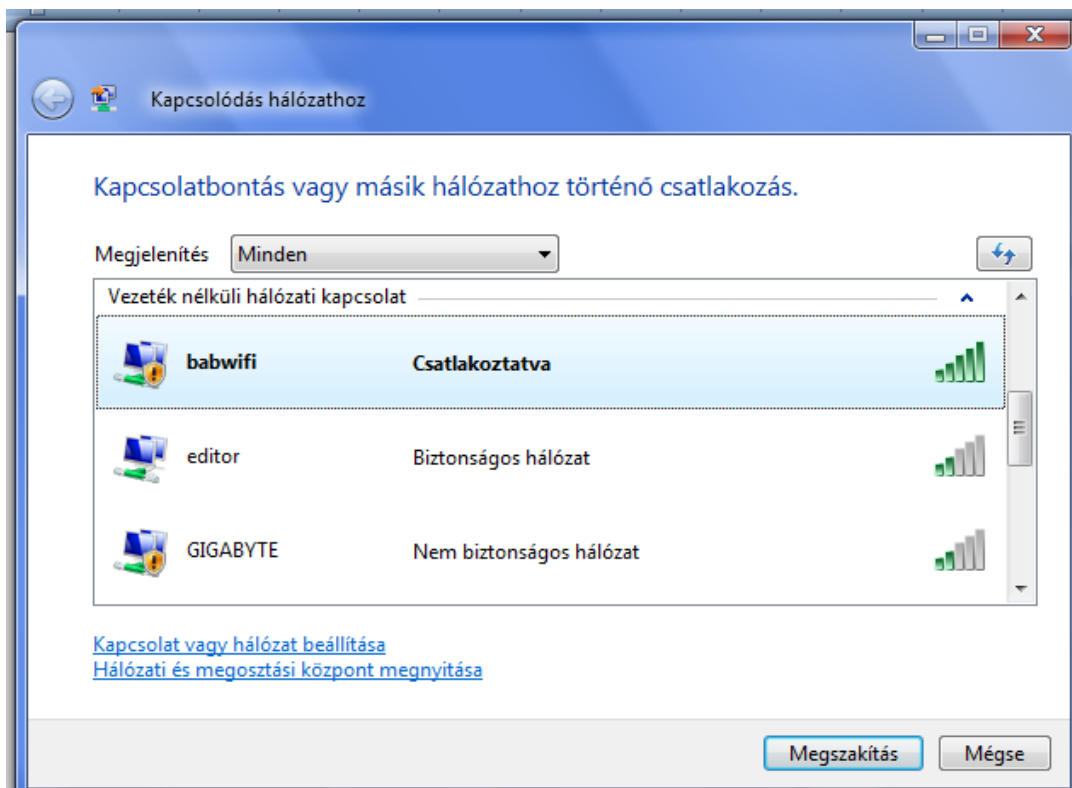 Kapcsolódás hálózathoz
Kapcsolatbontás vagy másik hálózathoz történő csatlakozás.
Megjelenítés Minden
Vezeték nélküli hálózati kapcsolat
babwifi Csatlakoztatva
editor Biztonságos hálózat
GIGABYTE Nem biztonságos hálózat
Kapcsolat vagy hálózat beállítása
Hálózati és megosztási központ megnyitása
Megszakítás Mégse